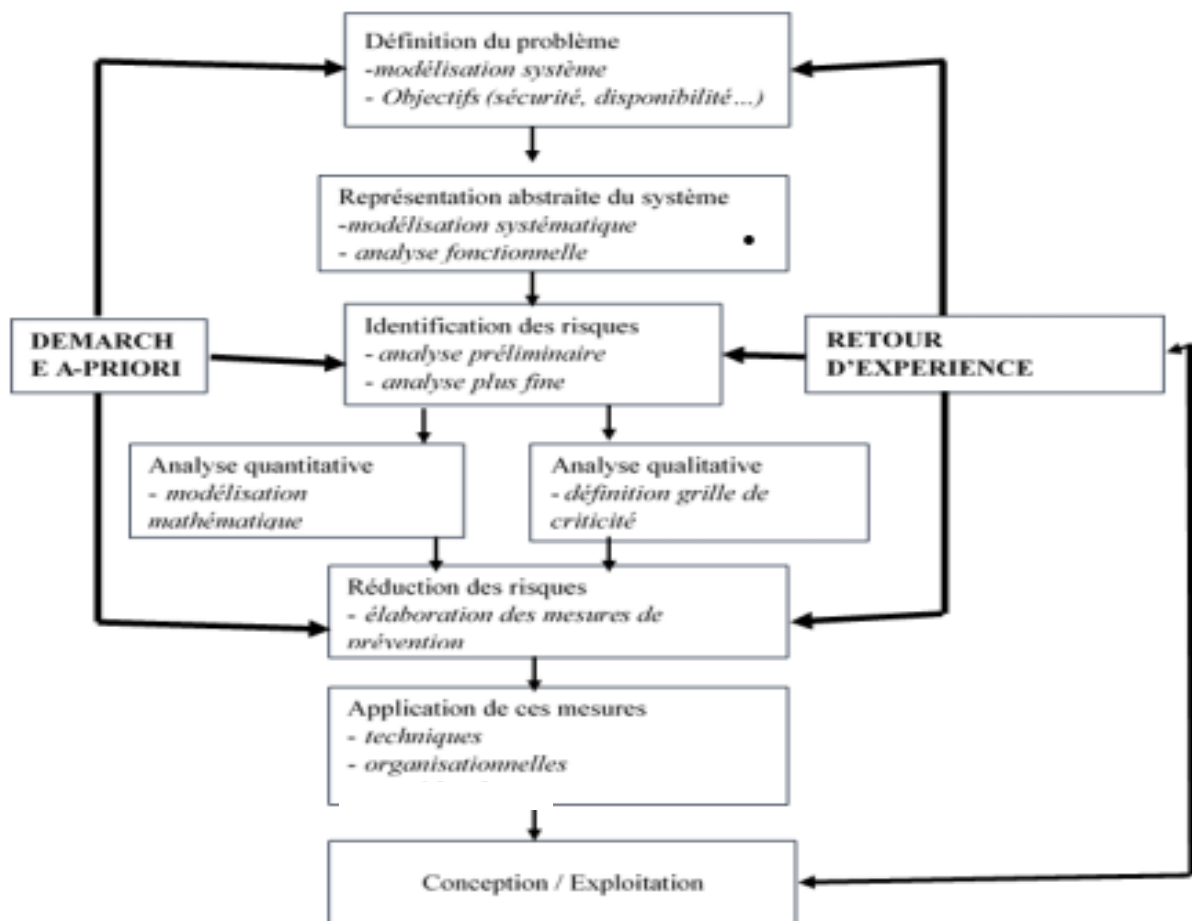 Définition du problème
-modélisation système
- Objectifs (sécurité, disponibilité…)
Représentation abstraite du système
-modélisation systématique
- analyse fonctionnelle
DEMARCH
E A-PRIORI
Identification des risques
- analyse préliminaire
- analyse plus fine
RETOUR
D’EXPERIENCE
Analyse quantitative
- modélisation
mathématique
Analyse qualitative
- définition grille de
criticité
Réduction des risques
- élaboration des mesures de
prévention
Application de ces mesures
- techniques
- organisationnelles
Conception / Exploitation